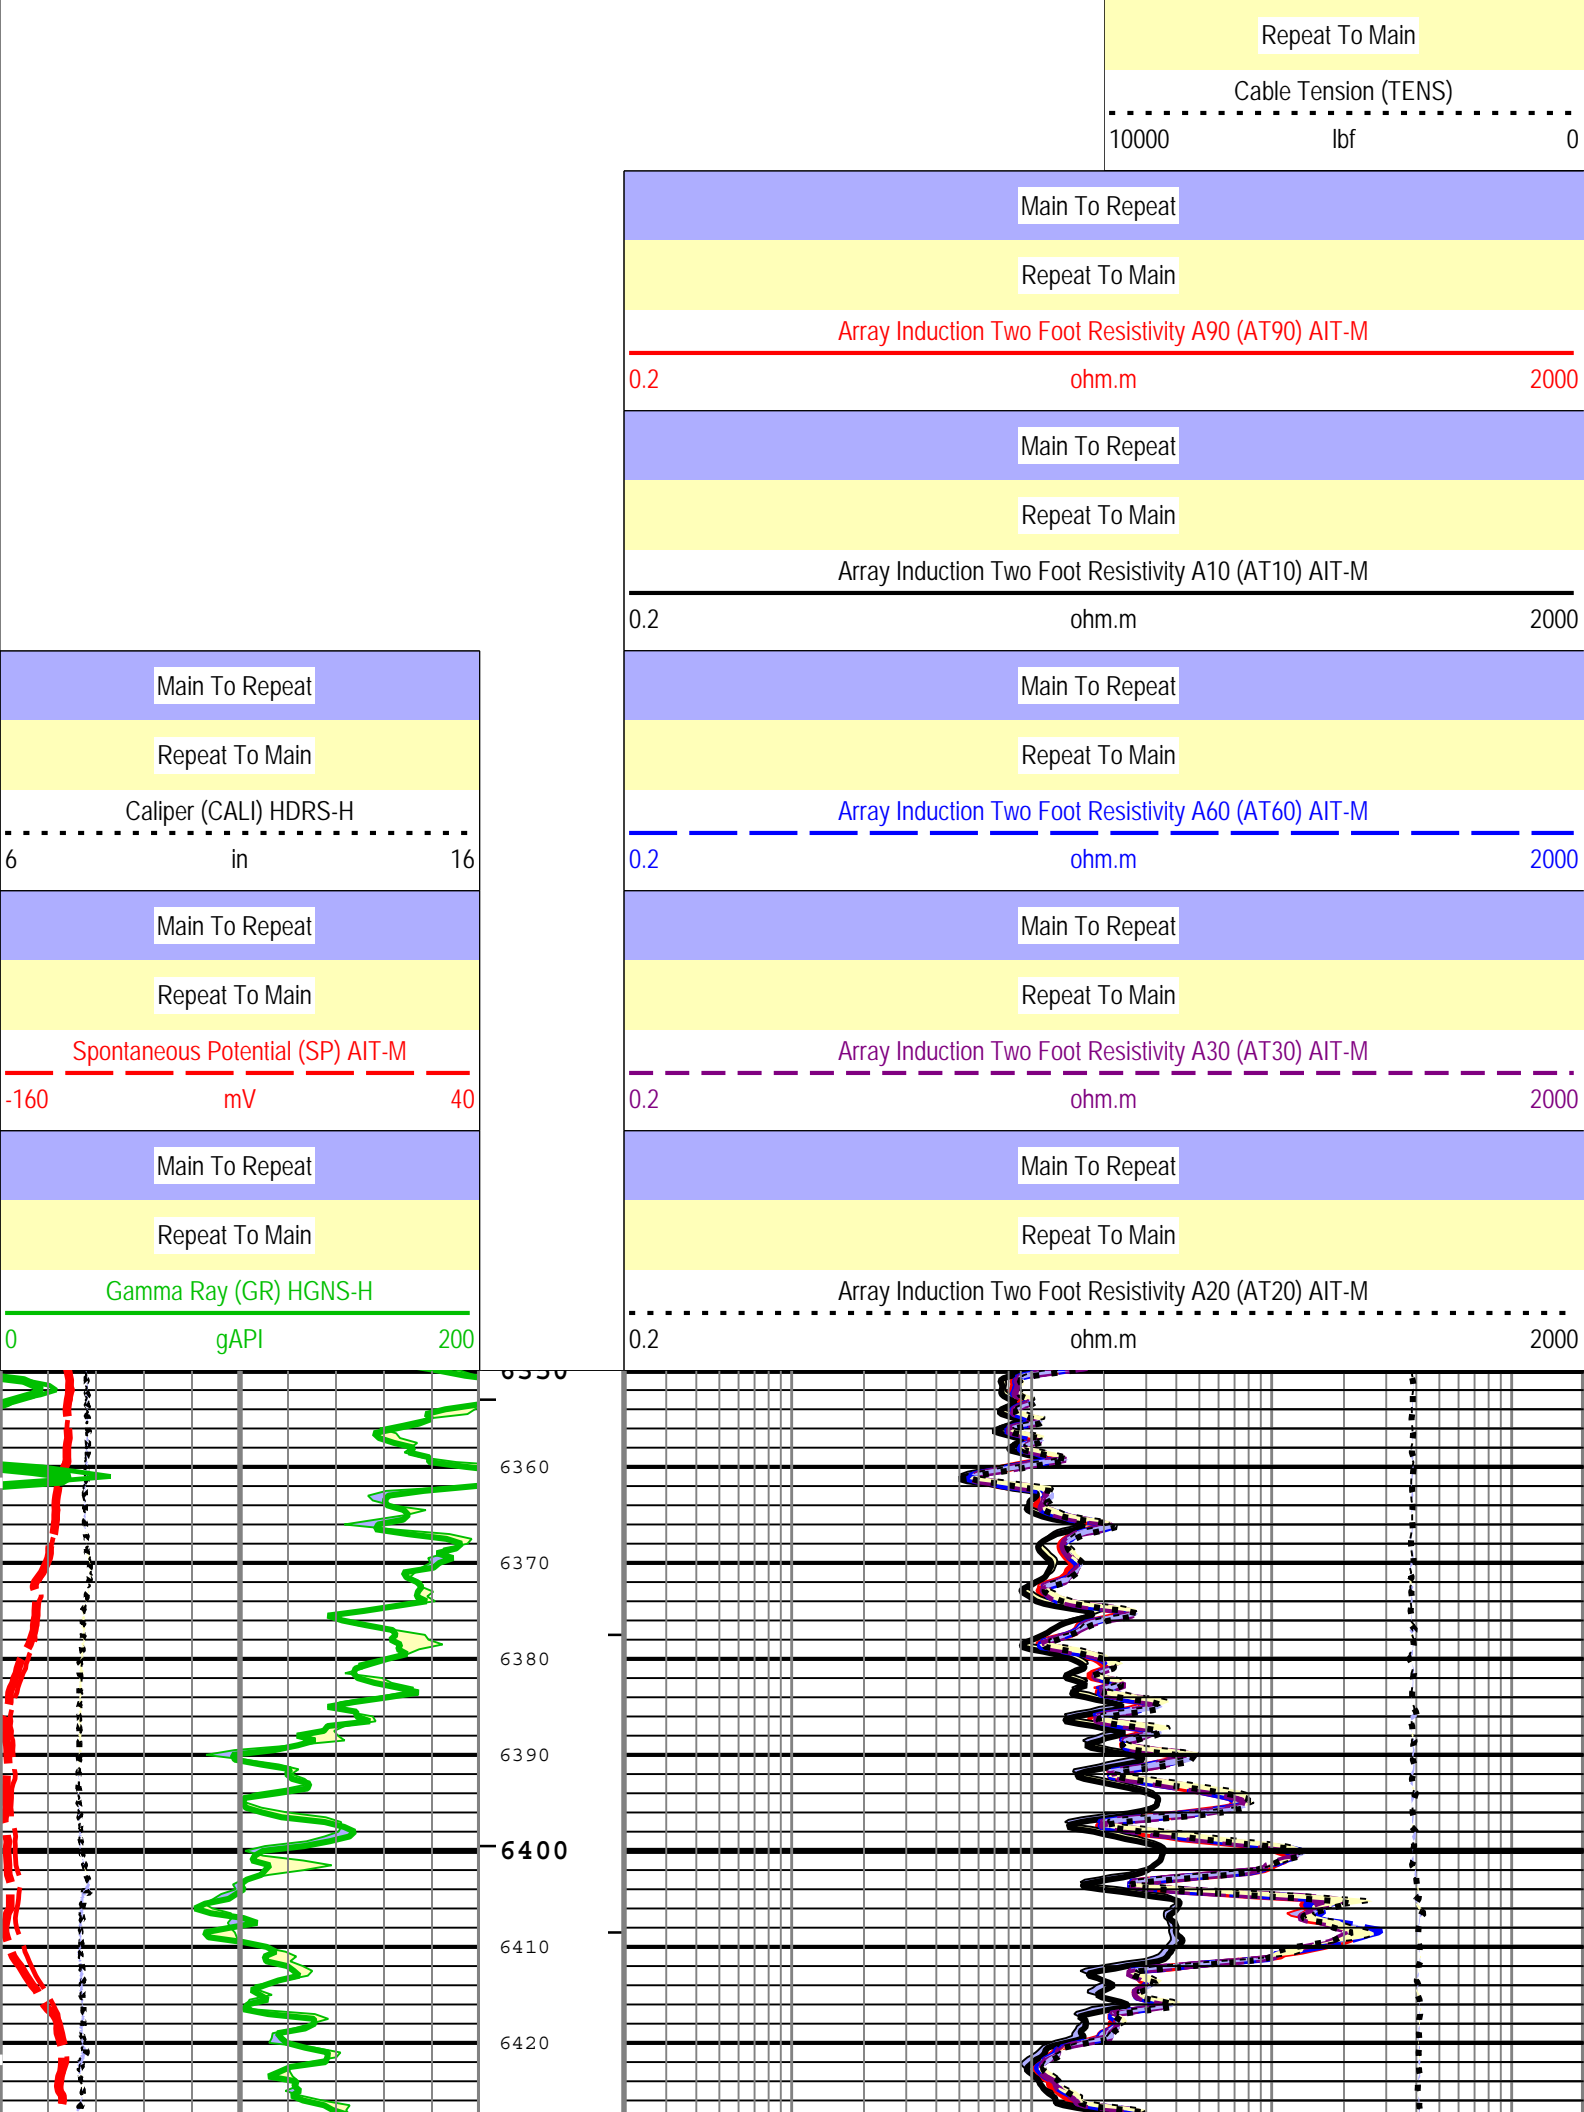 Repeat To Main
Cable Tension (TENS)
10000 lbf 0
Main To Repeat
Repeat To Main
Array Induction Two Foot Resistivity A90 (AT90) AIT-M
0.2 ohm.m 2000
Main To Repeat
Repeat To Main
Array Induction Two Foot Resistivity A10 (AT10) AIT-M
0.2 ohm.m 2000
Main To Repeat Main To Repeat
Repeat To Main Repeat To Main
Caliper (CALI) HDRS-H Array Induction Two Foot Resistivity A60 (AT60) AIT-M
6 in 16 0.2 ohm.m 2000
Main To Repeat Main To Repeat
Repeat To Main Repeat To Main
Spontaneous Potential (SP) AIT-M Array Induction Two Foot Resistivity A30 (AT30) AIT-M
-160 mV 40 0.2 ohm.m 2000
Main To Repeat Main To Repeat
Repeat To Main Repeat To Main
Gamma Ray (GR) HGNS-H Array Induction Two Foot Resistivity A20 (AT20) AIT-M
0 gAPI 200 0.2 ohm.m 2000
6350
6360
6370
6380
6390
6400
6410
6420